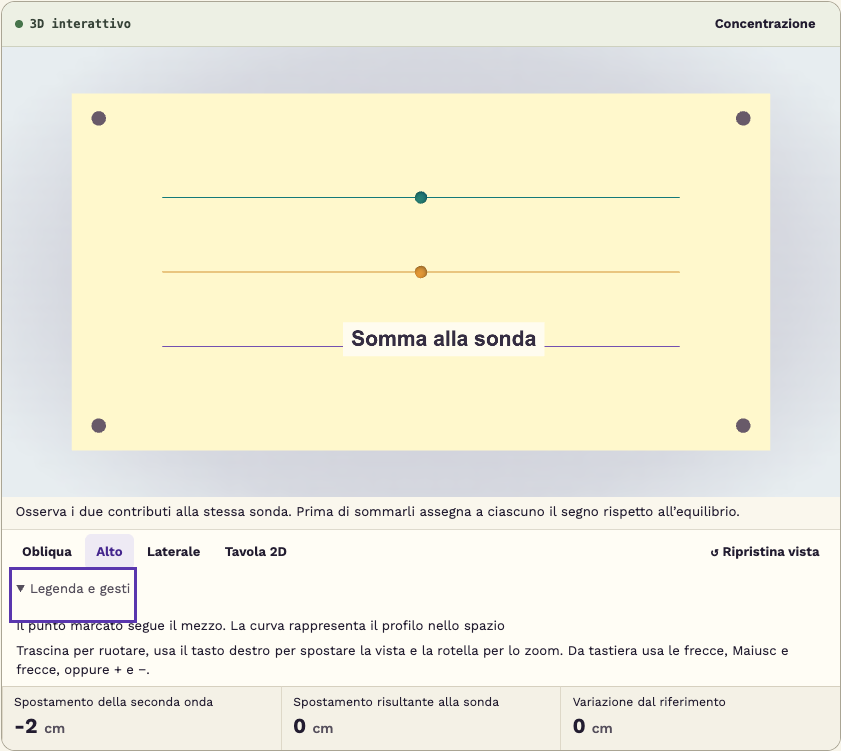 3D interattivo
Concentrazione
Somma alla sonda
Osserva i due contributi alla stessa sonda. Prima di sommarli assegna a ciascuno il segno rispetto all’equilibrio.
Obliqua Alto Laterale Tavola 2D ↺ Ripristina vista
▼ Legenda e gesti
Il punto marcato segue il mezzo. La curva rappresenta il profilo nello spazio
Trascina per ruotare, usa il tasto destro per spostare la vista e la rotella per lo zoom. Da tastiera usa le frecce, Maiusc e
frecce, oppure + e −.
Spostamento della seconda onda
-2 cm
Spostamento risultante alla sonda
0 cm
Variazione dal riferimento
0 cm